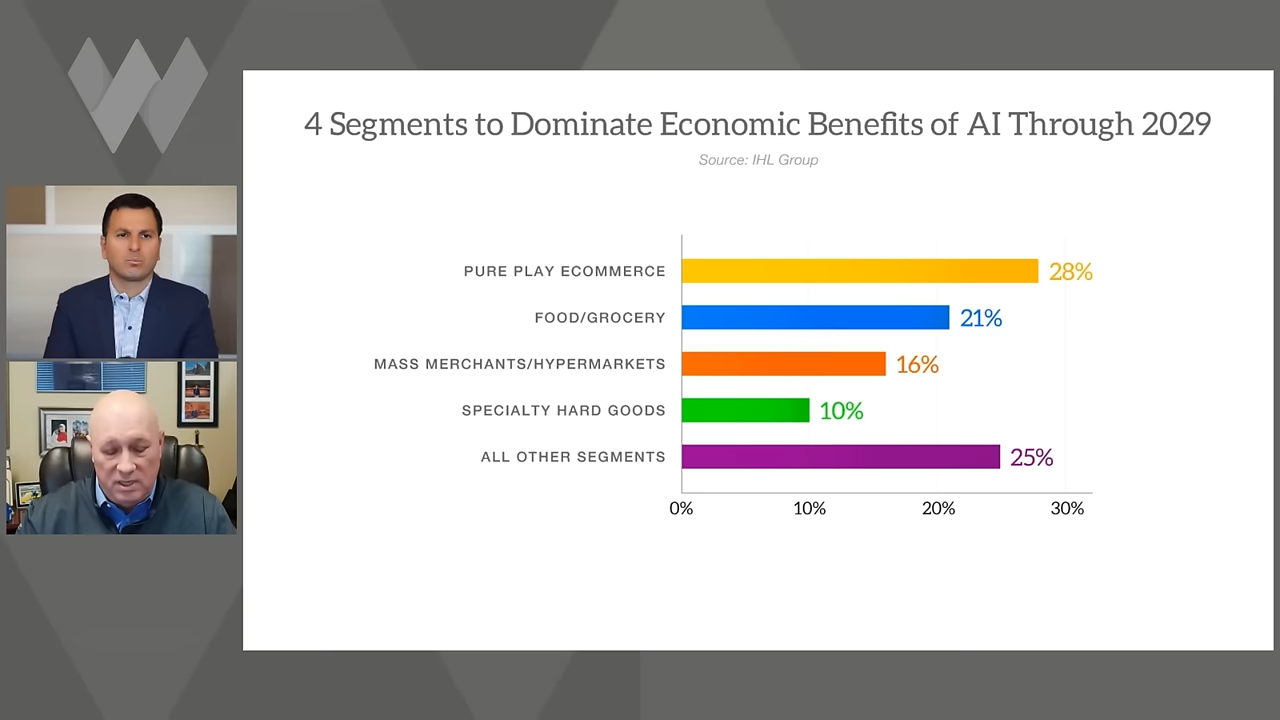 4 Segments to Dominate Economic Benefits of AI Through 2029
Source: IHL Group
PURE PLAY ECOMMERCE 28%
FOOD/GROCERY 21%
MASS MERCHANTS/HYPERMARKETS 16%
SPECIALTY HARD GOODS 10%
ALL OTHER SEGMENTS 25%
0% 10% 20% 30%